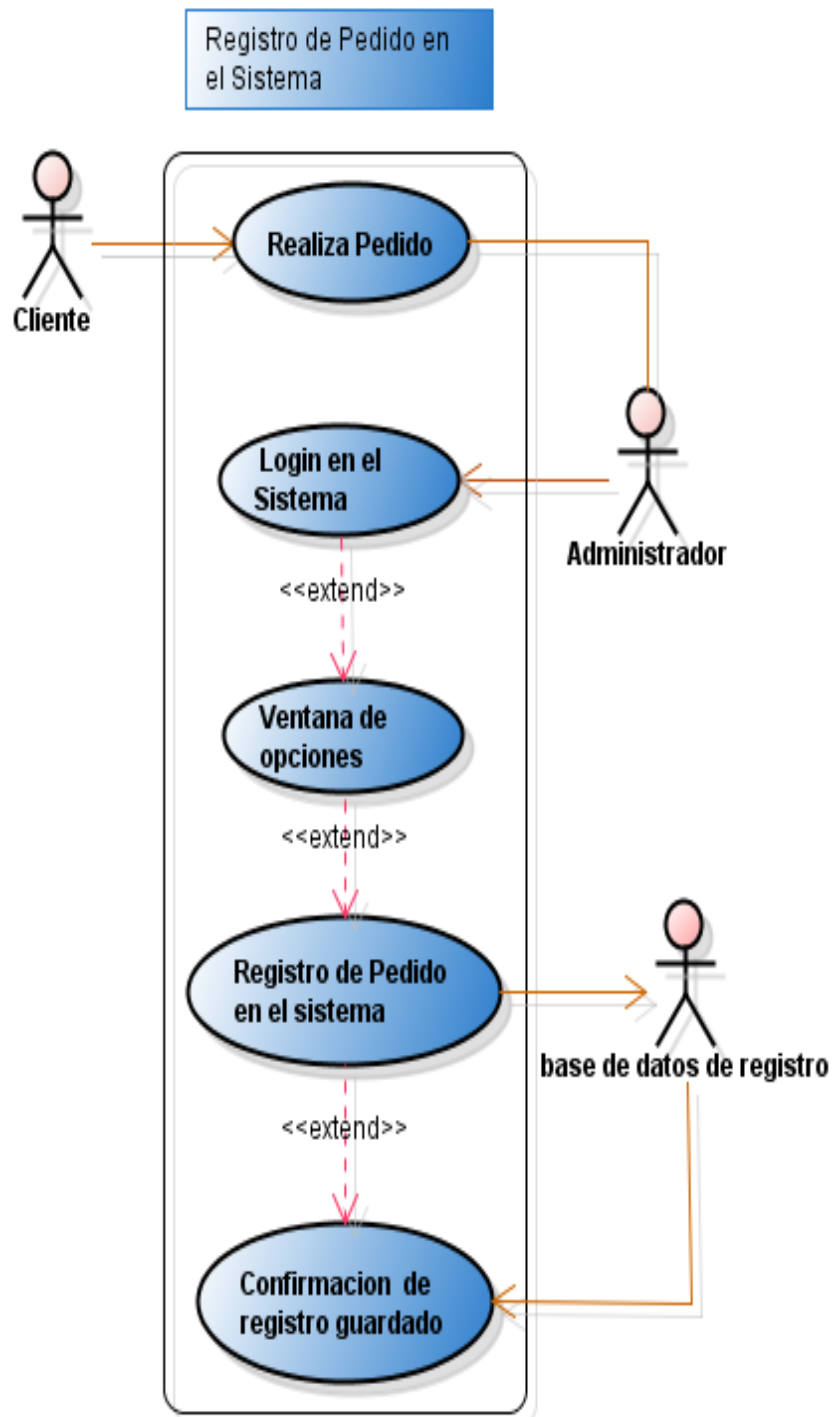 Registro de Pedido en
el Sistema
Realiza Pedido
Cliente
Login en el
Sistema
Administrador
<<extend>>
Ventana de
opciones
<<extend>>
Registro de Pedido
en el sistema
base de datos de registro
<<extend>>
Confirmacion de
registro guardado